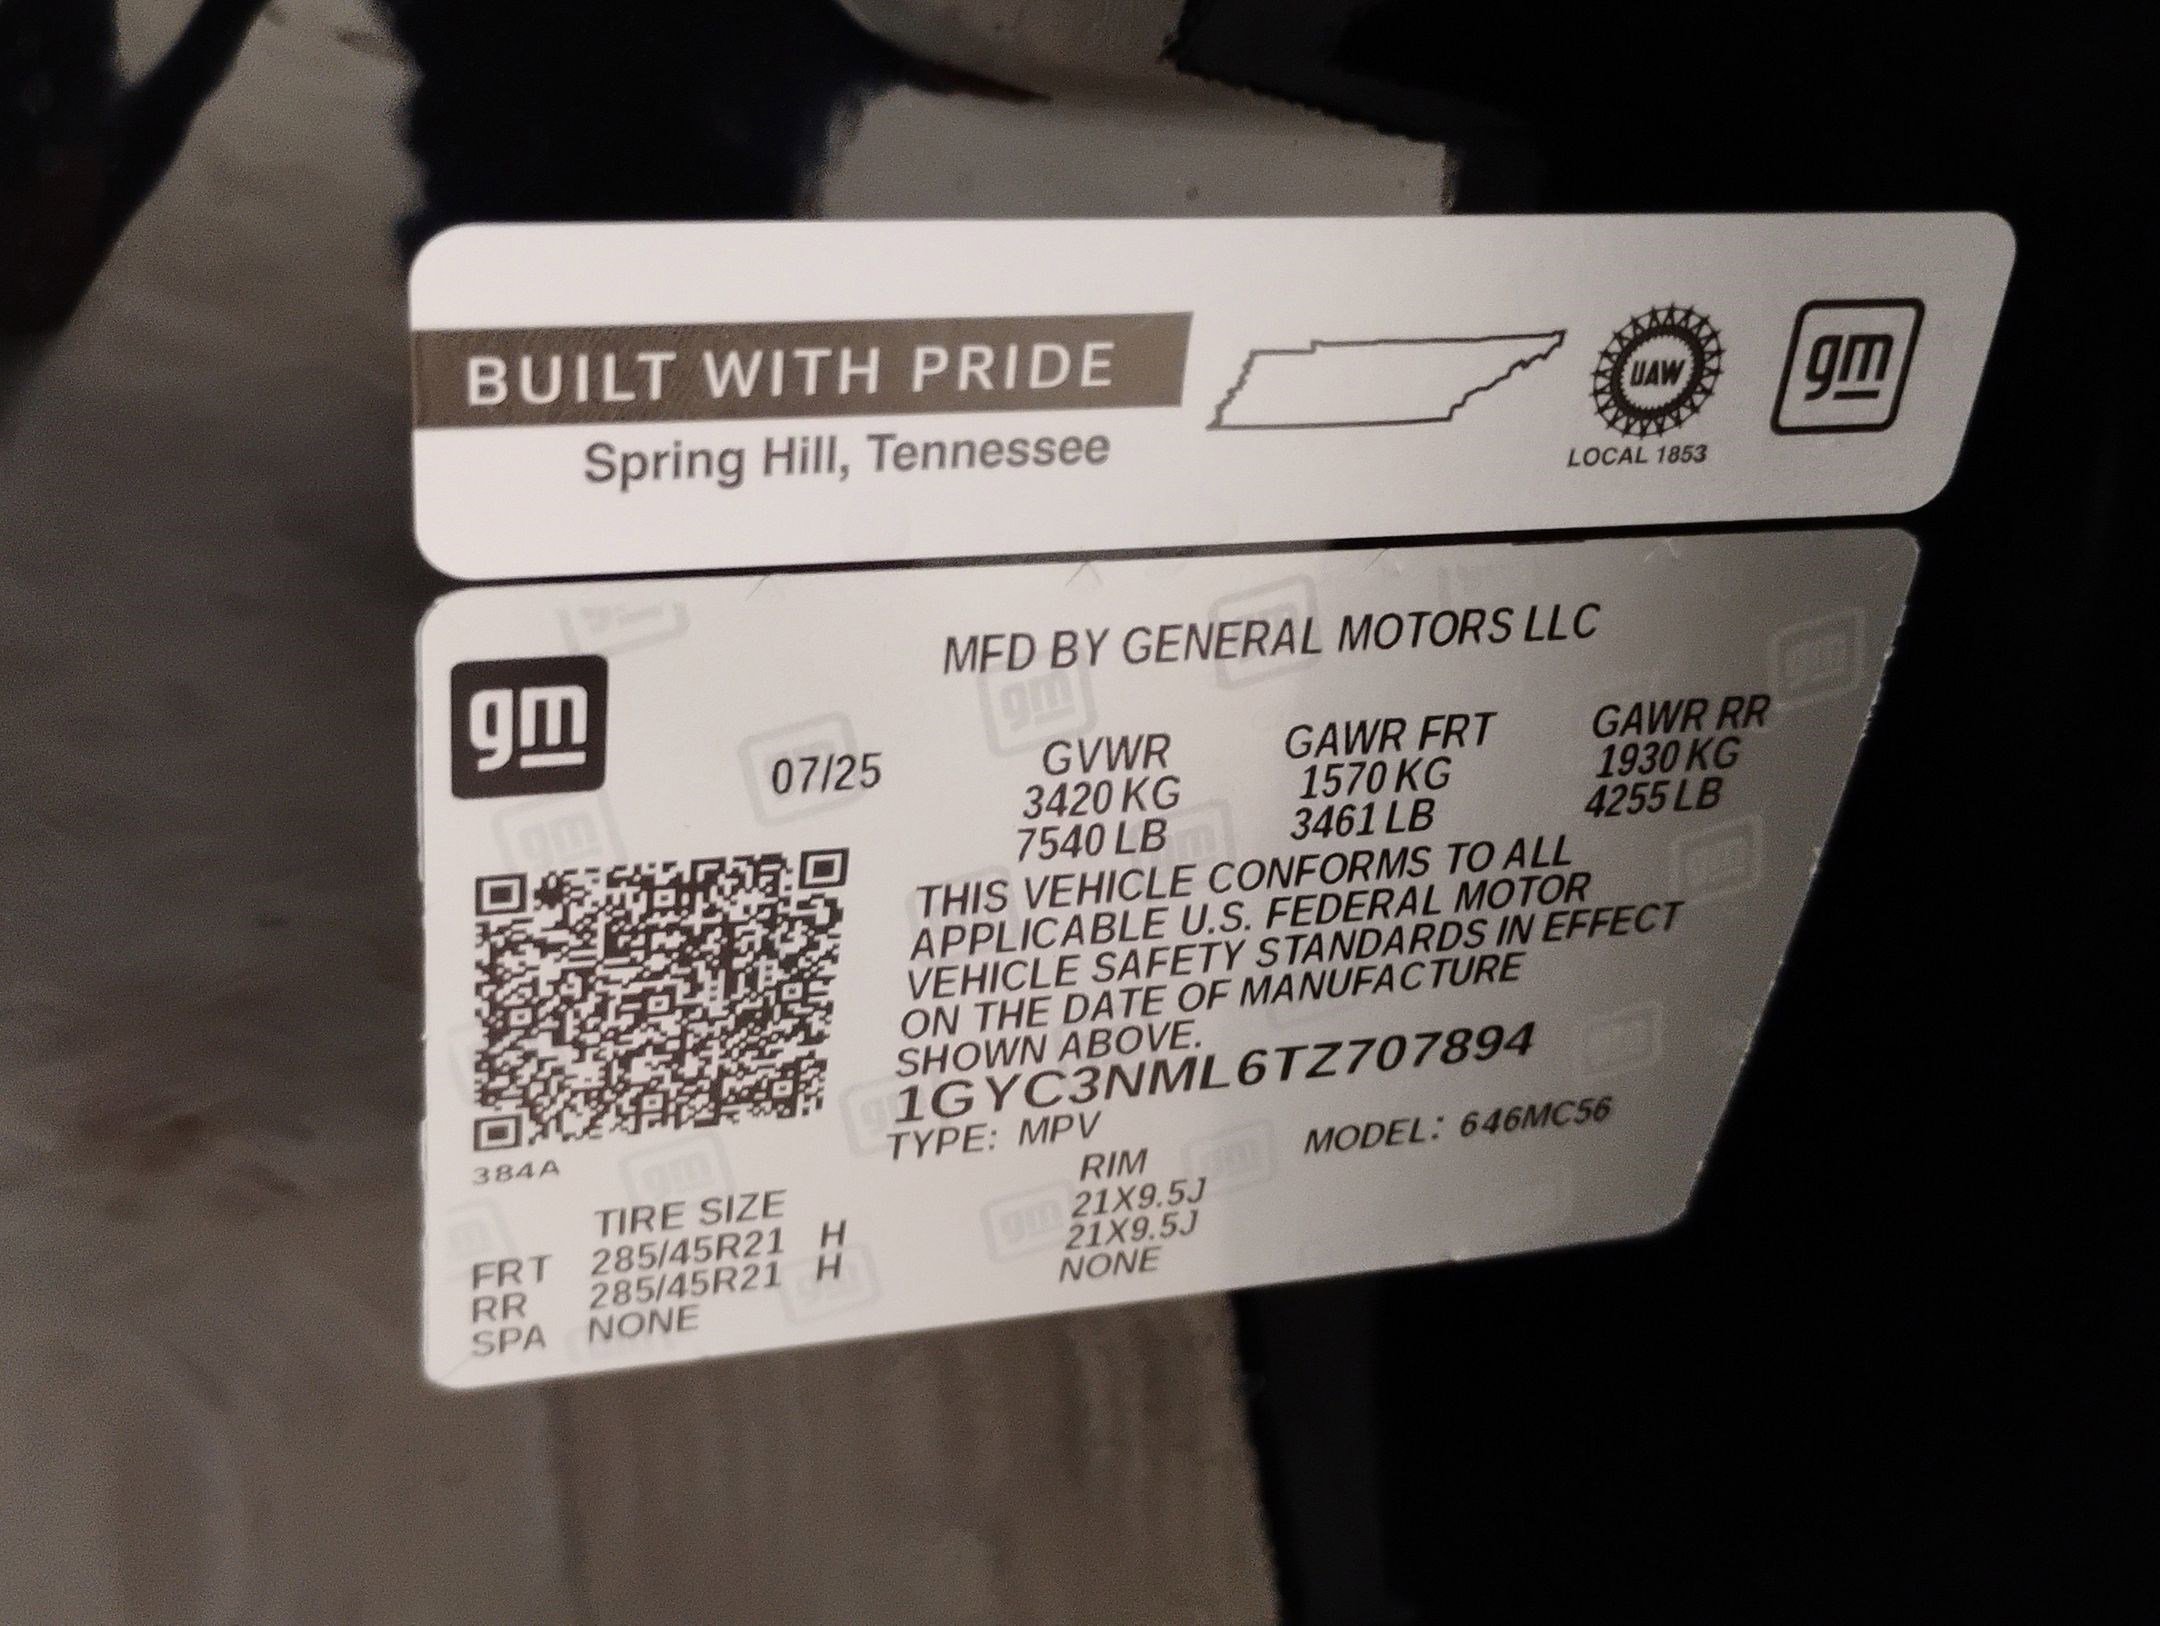 BUILT WITH PRIDE
Spring Hill, Tennessee
UAW
LOCAL 1853
gm
MFD BY GENERAL MOTORS LLC
gm
07/25
GVWR GAWR FRT GAWR RR
3420 KG 1570 KG 1930 KG
7540 LB 3461 LB 4255 LB
THIS VEHICLE CONFORMS TO ALL
APPLICABLE U.S. FEDERAL MOTOR
VEHICLE SAFETY STANDARDS IN EFFECT
ON THE DATE OF MANUFACTURE
SHOWN ABOVE.
1GYC3NML6TZ707894
TYPE: MPV MODEL: 646MC56
384A
TIRE SIZE RIM
FRT 285/45R21 H 21X9.5J
RR 285/45R21 H 21X9.5J
SPA NONE NONE